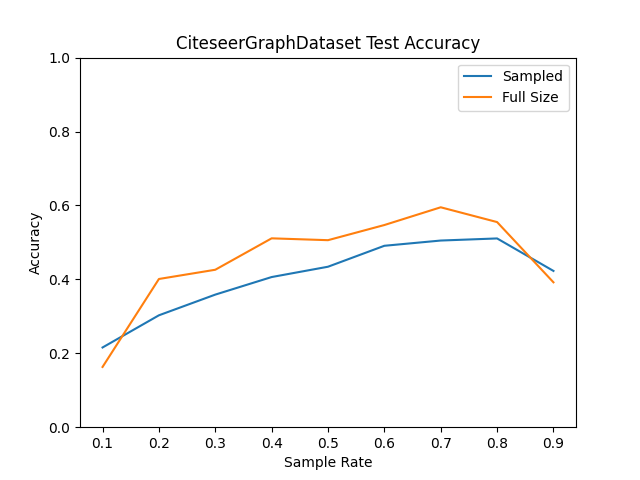 CiteseerGraphDataset Test Accuracy
1.0
0.8
0.6
0.4
0.2
0.0
Accuracy
Sampled
Full Size
0.1 0.2 0.3 0.4 0.5 0.6 0.7 0.8 0.9
Sample Rate